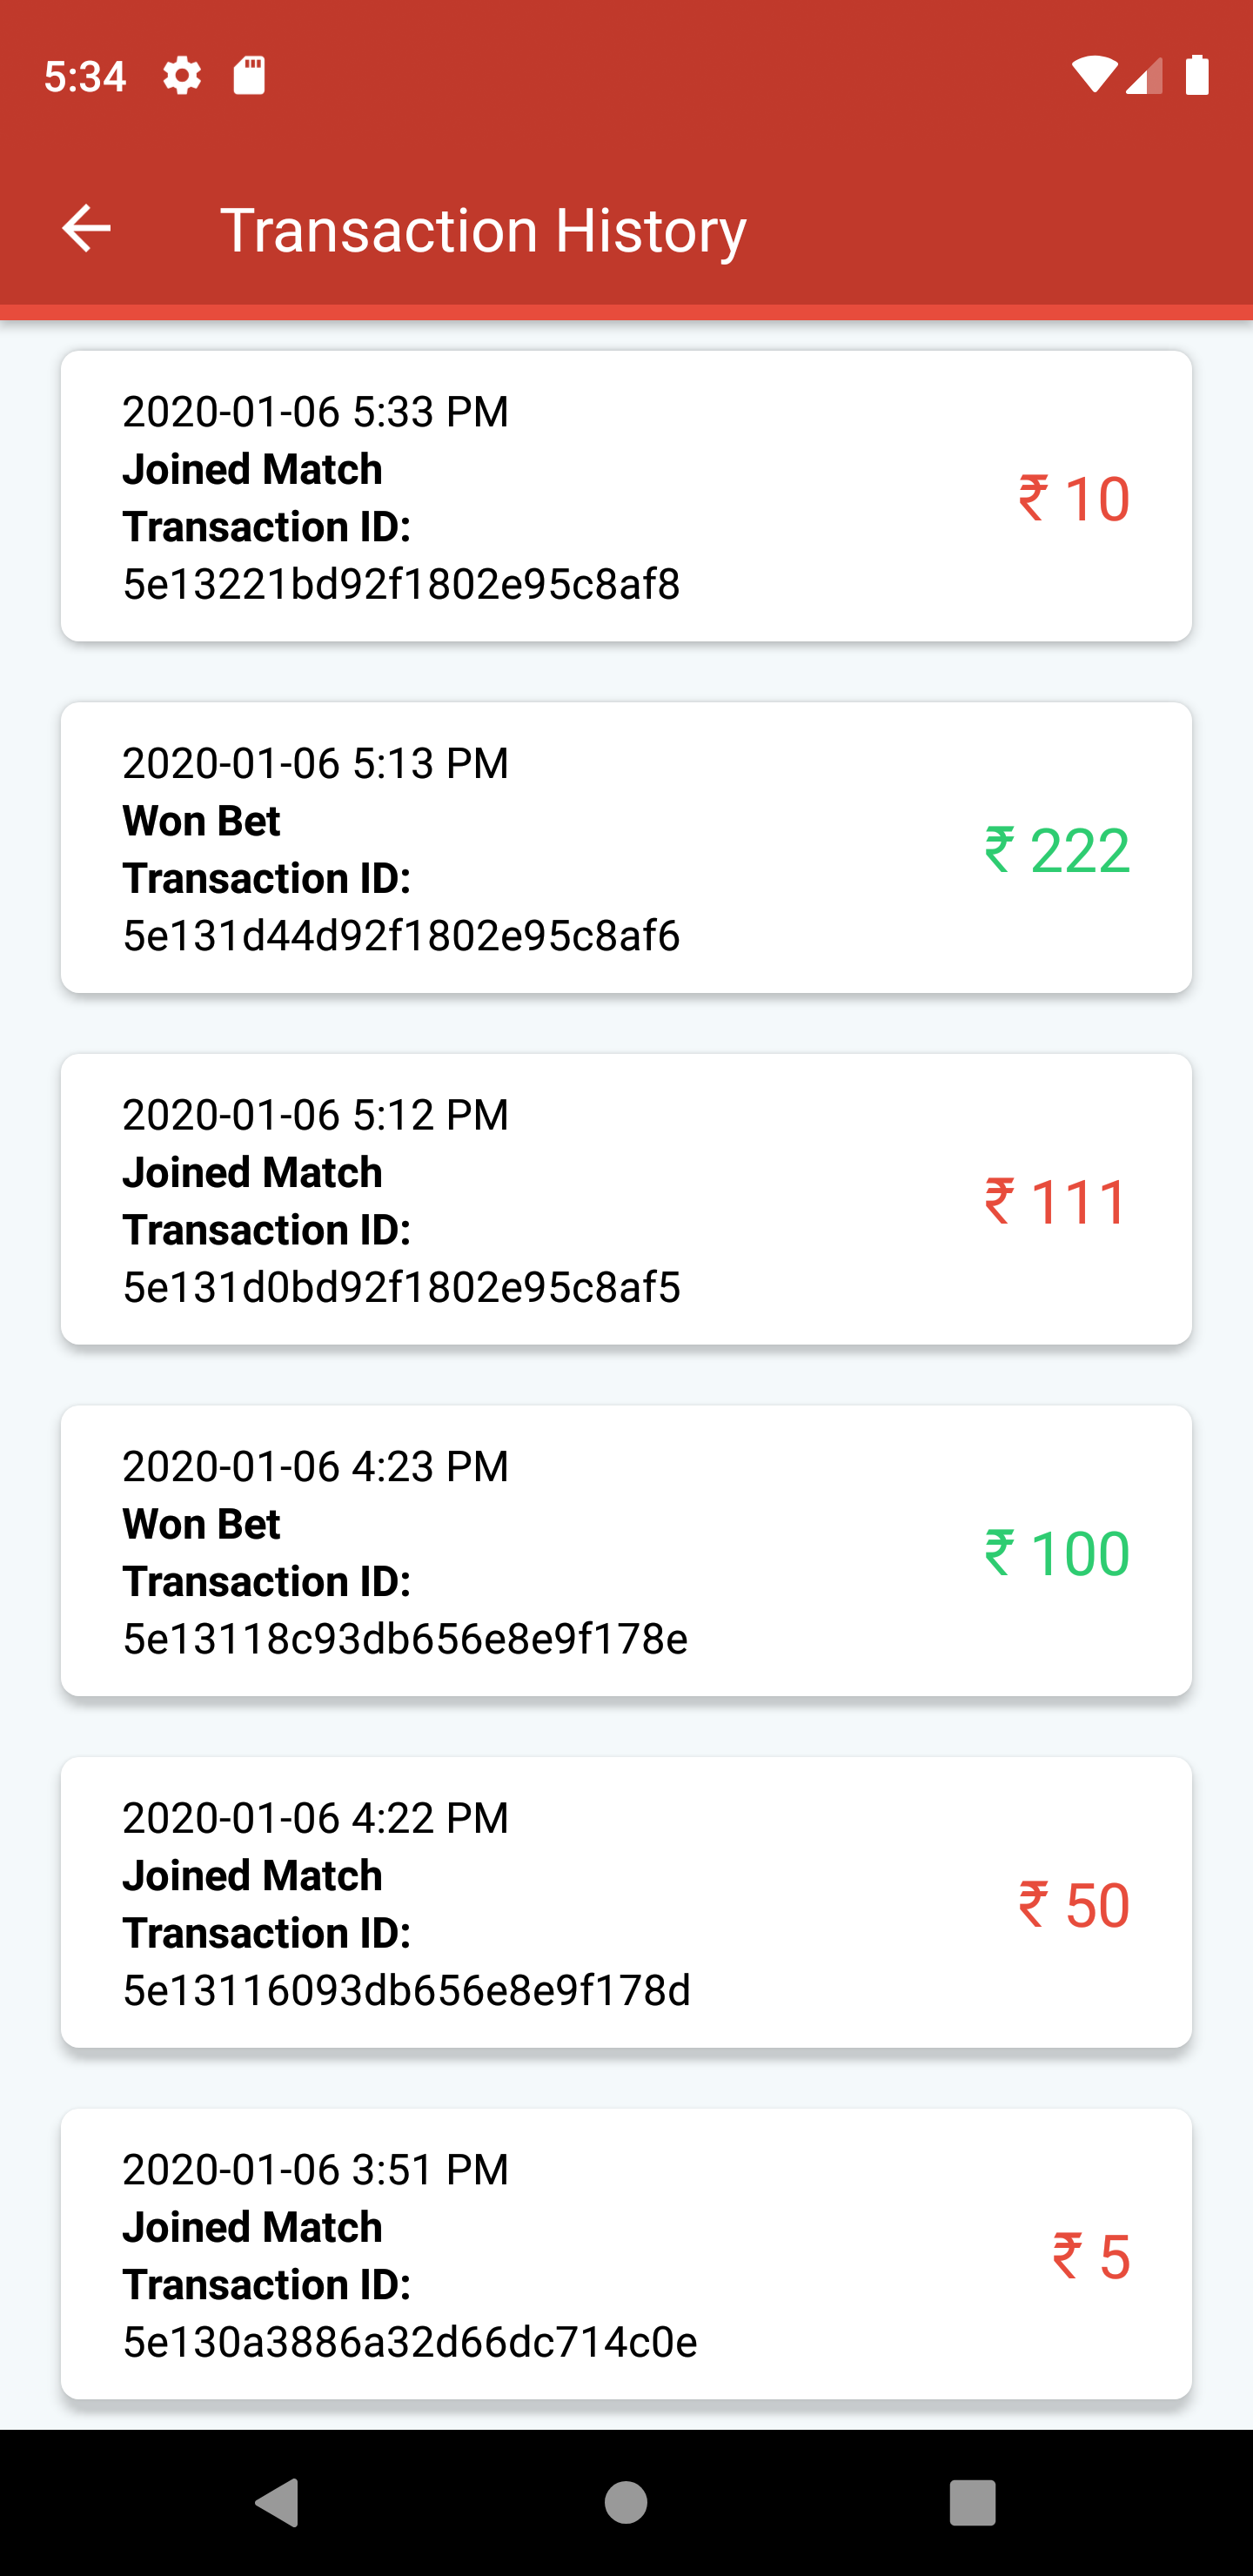 5:34
Transaction History
2020-01-06 5:33 PM
Joined Match
Transaction ID:
5e13221bd92f1802e95c8af8
₹ 10
2020-01-06 5:13 PM
Won Bet
Transaction ID:
5e131d44d92f1802e95c8af6
₹ 222
2020-01-06 5:12 PM
Joined Match
Transaction ID:
5e131d0bd92f1802e95c8af5
₹ 111
2020-01-06 4:23 PM
Won Bet
Transaction ID:
5e13118c93db656e8e9f178e
₹ 100
2020-01-06 4:22 PM
Joined Match
Transaction ID:
5e13116093db656e8e9f178d
₹ 50
2020-01-06 3:51 PM
Joined Match
Transaction ID:
5e130a3886a32d66dc714c0e
₹ 5